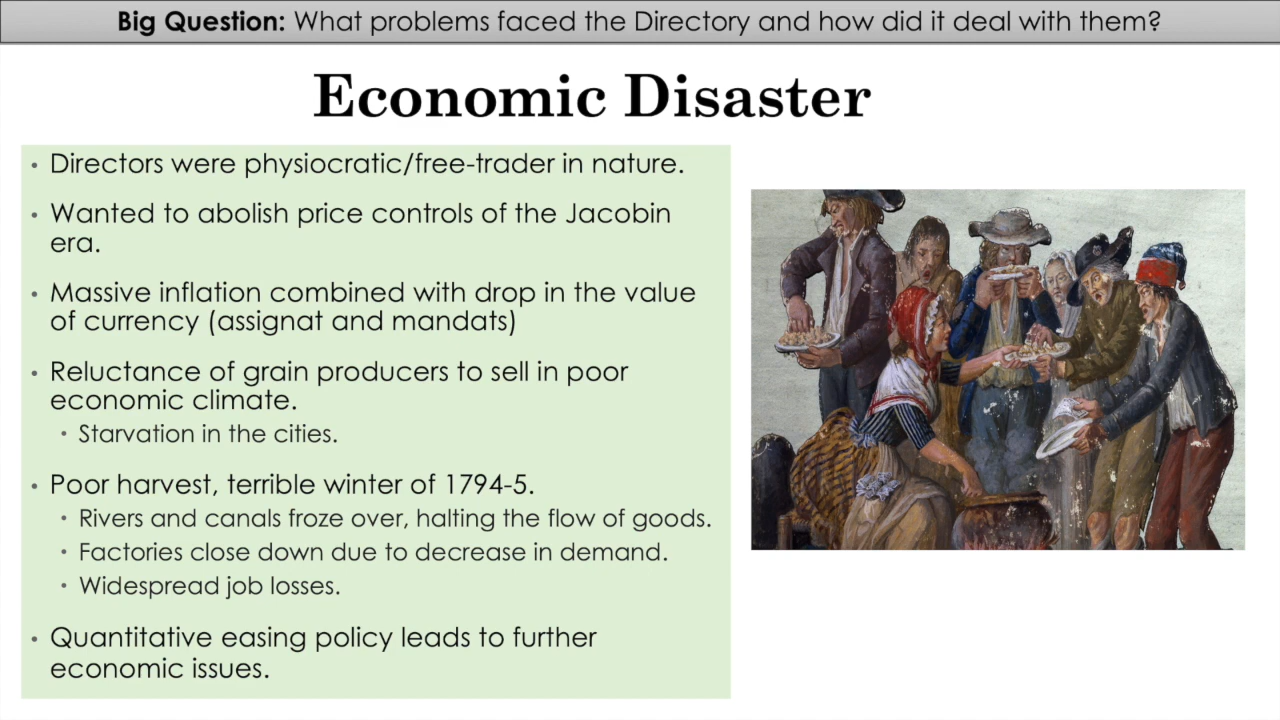 Big Question: What problems faced the Directory and how did it deal with them?
Economic Disaster
• Directors were physiocratic/free-trader in nature.
• Wanted to abolish price controls of the Jacobin
era.
• Massive inflation combined with drop in the value
of currency (assignat and mandats)
• Reluctance of grain producers to sell in poor
economic climate.
• Starvation in the cities.
• Poor harvest, terrible winter of 1794-5.
• Rivers and canals froze over, halting the flow of goods.
• Factories close down due to decrease in demand.
• Widespread job losses.
• Quantitative easing policy leads to further
economic issues.